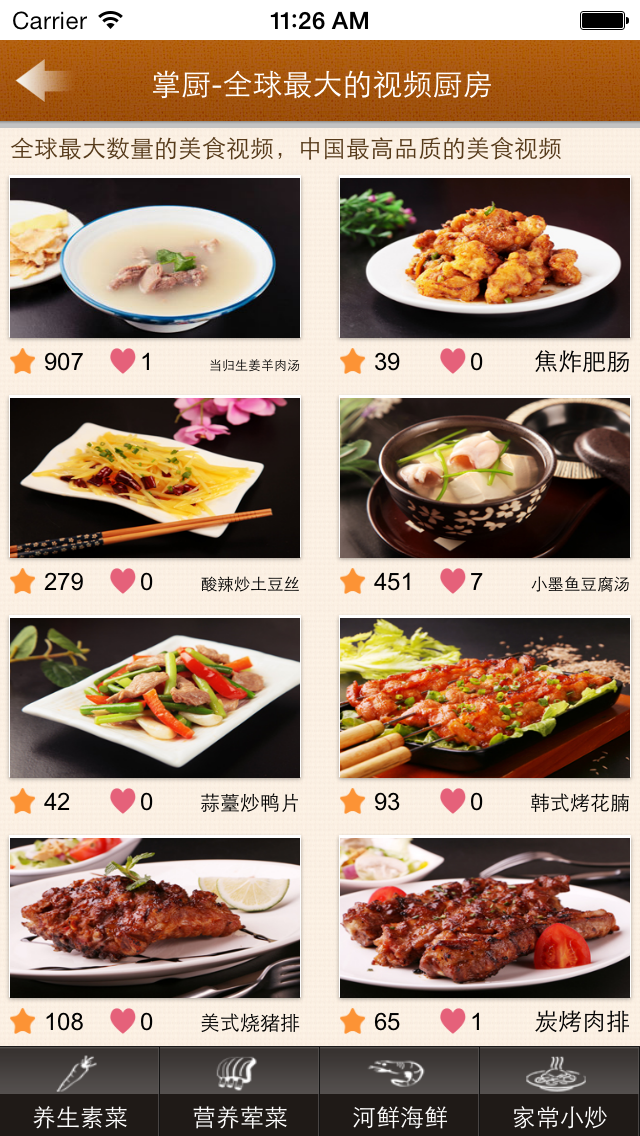 Carrier 11:26 AM
掌厨-全球最大的视频厨房
全球最大数量的美食视频，中国最高品质的美食视频
907 1 当归生姜羊肉汤
39 0 焦炸肥肠
279 0 酸辣炒土豆丝
451 7 小墨鱼豆腐汤
42 0 蒜薹炒鸭片
93 0 韩式烤花腩
108 0 美式烧猪排
65 1 炭烤肉排
养生素菜 营养荤菜 河鲜海鲜 家常小炒